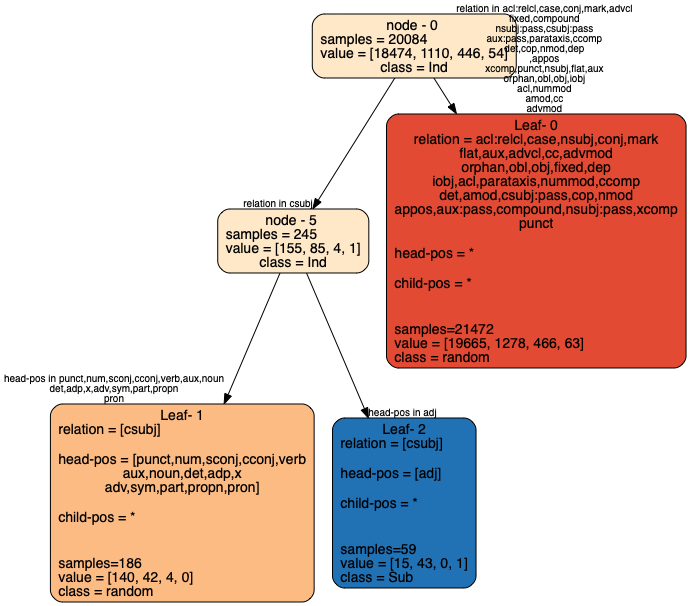 relation in acl:relcl,case,conj,mark,advcl
fixed,compound
nsubj:pass,csubj:pass
aux:pass,parataxis,ccomp
det,cop,nmod,dep
,appos
xcomp,punct,nsubj,flat,aux
orphan,obl,obj,iobj
acl,nummod
amod,cc
advmod
node - 0
samples = 20084
value = [18474, 1110, 446, 54]
class = Ind
Leaf- 0
relation = acl:relcl,case,nsubj,conj,mark
flat,aux,advcl,cc,advmod
orphan,obl,obj,fixed,dep
iobj,acl,parataxis,nummod,ccomp
det,amod,csubj:pass,cop,nmod
appos,aux:pass,compound,nsubj:pass,xcomp
punct
head-pos = *
child-pos = *
samples=21472
value = [19665, 1278, 466, 63]
class = random
relation in csubj
node - 5
samples = 245
value = [155, 85, 4, 1]
class = Ind
head-pos in punct,num,sconj,cconj,verb,aux,noun
det,adp,x,adv,sym,part,propn
pron
Leaf- 1
relation = [csubj]
head-pos = [punct,num,sconj,cconj,verb
aux,noun,det,adp,x
adv,sym,part,propn,pron]
child-pos = *
samples=186
value = [140, 42, 4, 0]
class = random
head-pos in adj
Leaf- 2
relation = [csubj]
head-pos = [adj]
child-pos = *
samples=59
value = [15, 43, 0, 1]
class = Sub